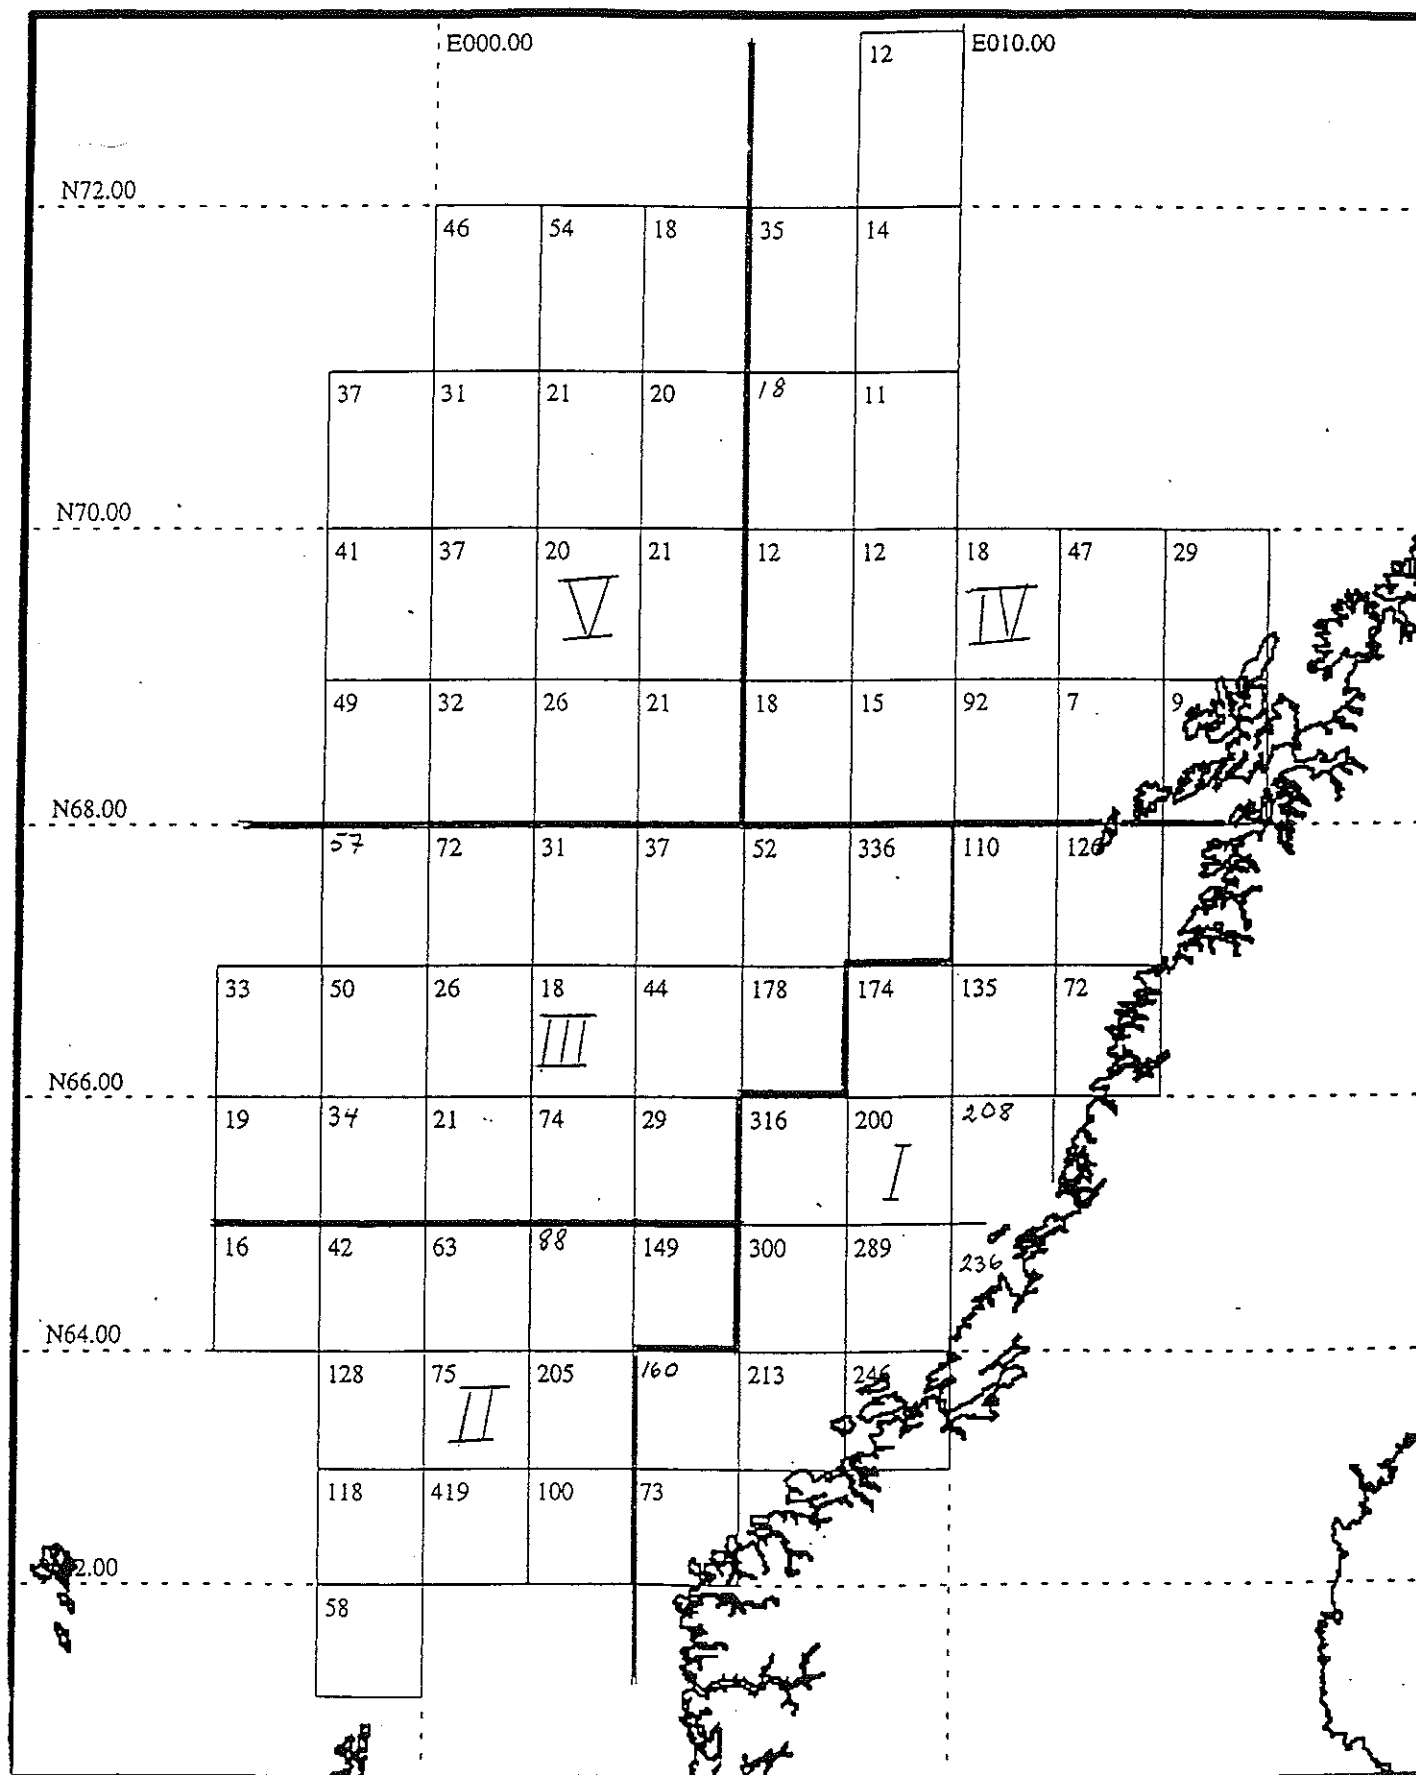 E000.00 E010.00
12
N72.00
46 54 18 35 14
37 31 21 20 18 11
N70.00
41 37 20 21 12 12 18 47 29
V IV
49 32 26 21 18 15 92 7 9
N68.00
57 72 31 37 52 336 110 126
33 50 26 18 44 178 174 135 72
III
N66.00
19 34 21 74 29 316 200 208
I
16 42 63 88 149 300 289
236
N64.00
128 75 205 160 213 246
II
118 419 100 73
2.00
58